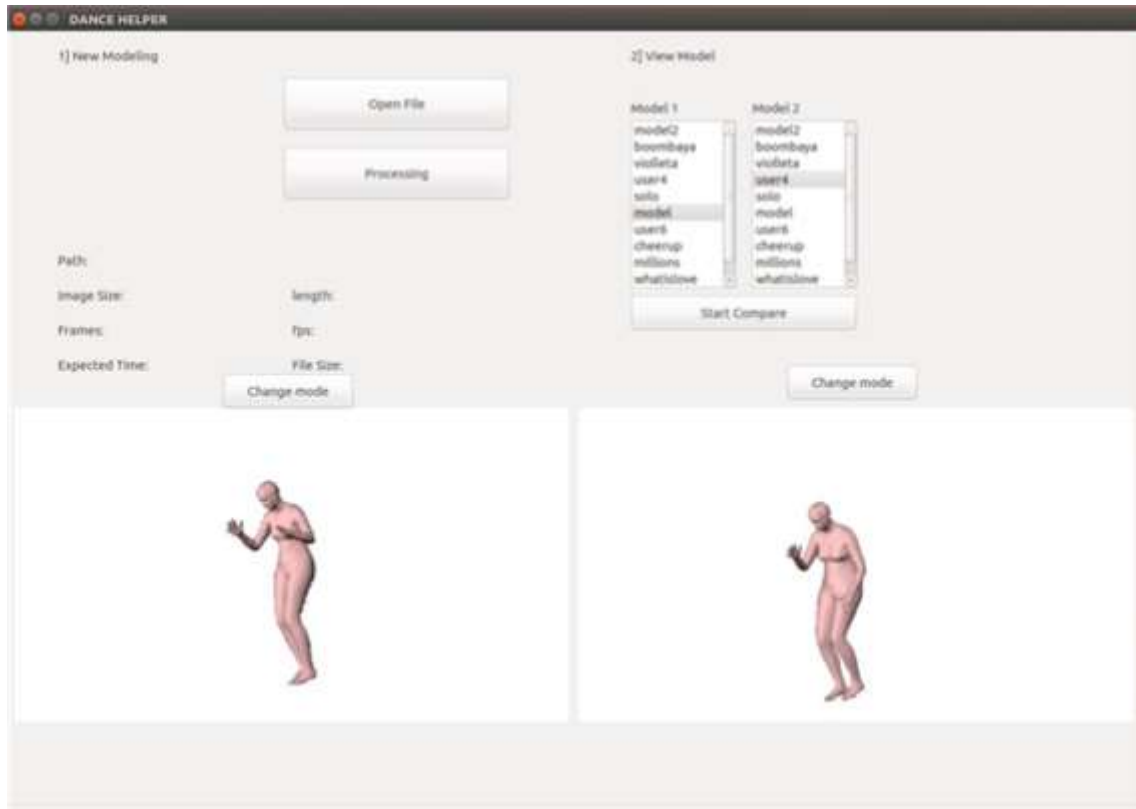 DANCE HELPER
1] New Modeling
Open File
Processing
Path:
Image Size:
length:
Frames:
fps:
Expected Time:
File Size:
Change mode
2] View Model
Model 1
model2
boombaya
violleta
user4
solo
model
user6
cheerup
millions
whatislove
Model 2
model2
boombaya
violleta
user4
solo
model
user6
cheerup
millions
whatislove
Start Compare
Change mode